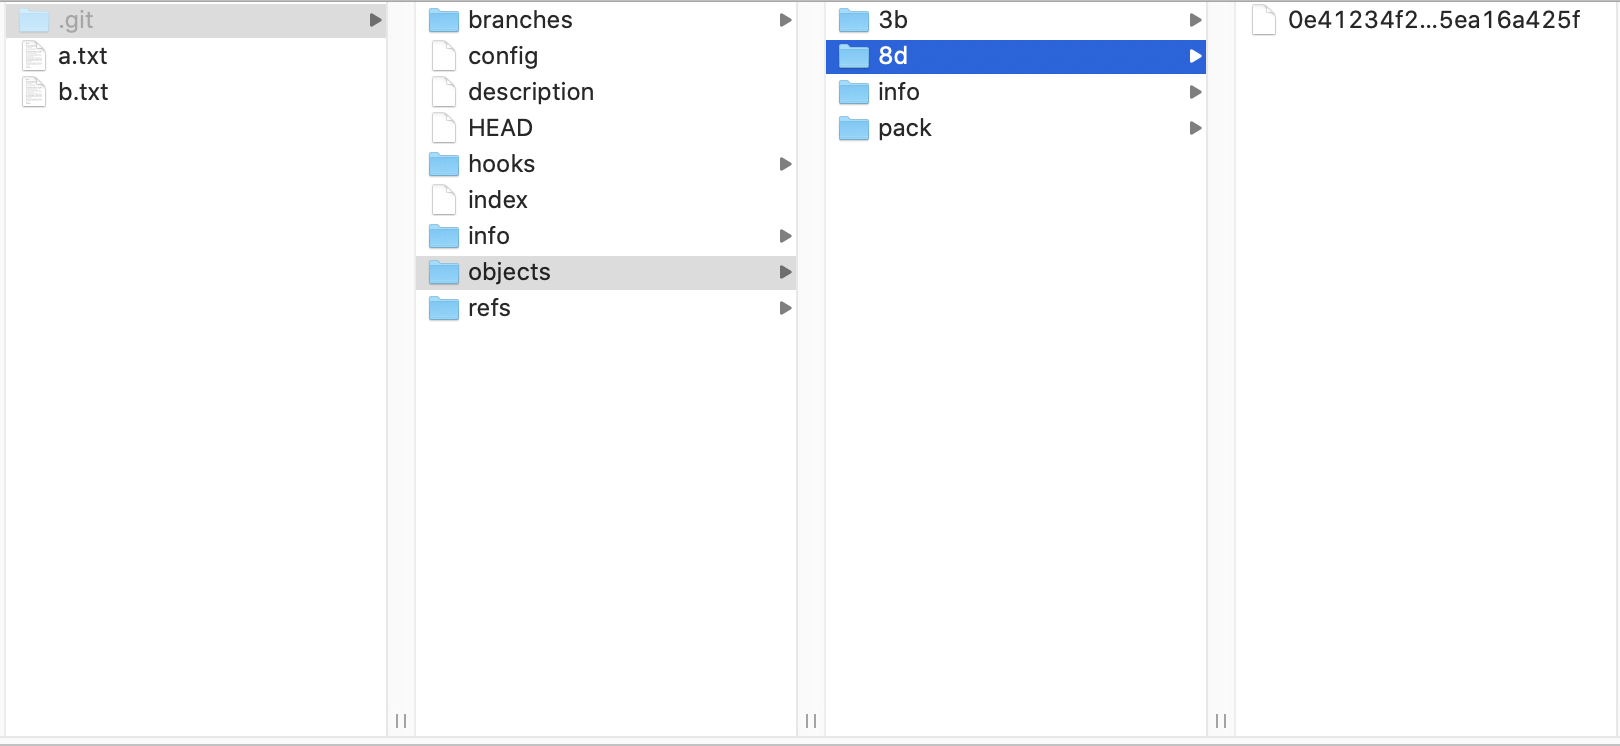 .git
a.txt
b.txt
branches
config
description
HEAD
hooks
index
info
objects
refs
3b
8d
info
pack
0e41234f2...5ea16a425f